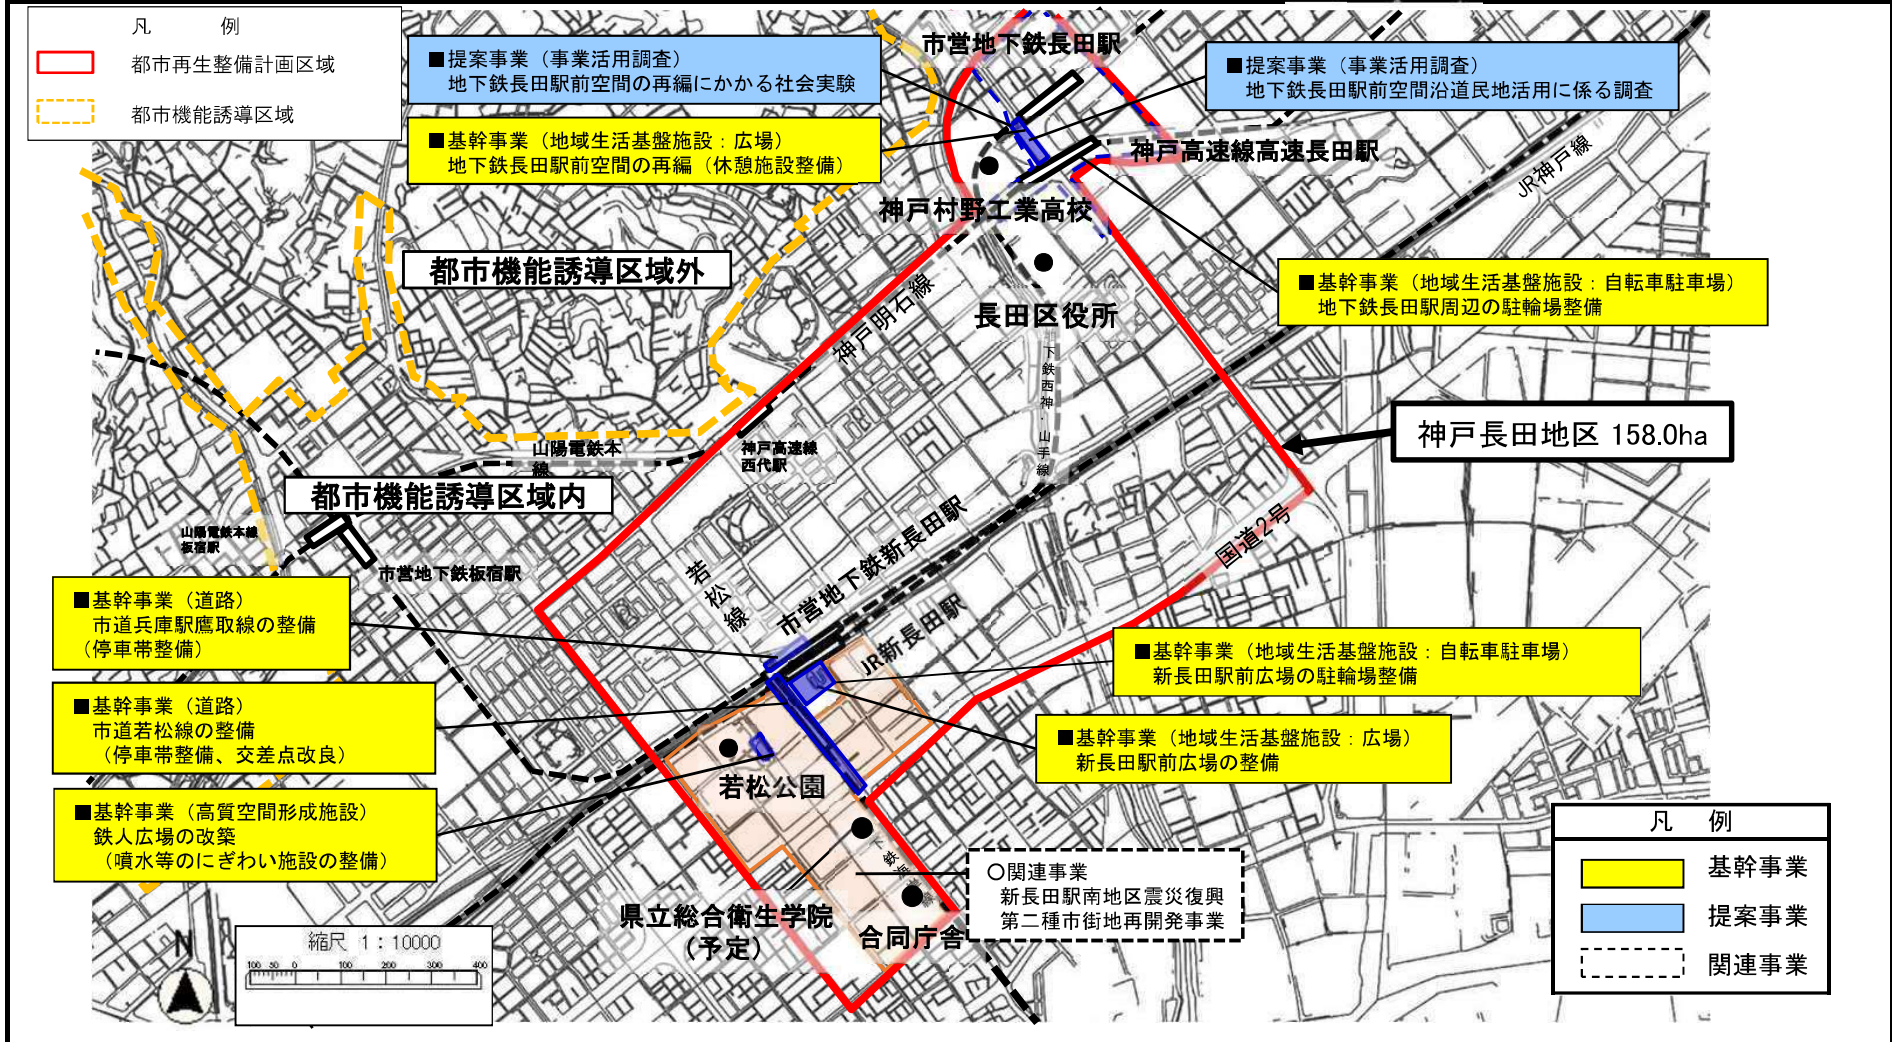 凡 例
都市再生整備計画区域
都市機能誘導区域
■提案事業（事業活用調査）
地下鉄長田駅前空間の再編にかかる社会実験
■基幹事業（地域生活基盤施設：広場）
地下鉄長田駅前空間の再編（休憩施設整備）
市営地下鉄長田駅
■提案事業（事業活用調査）
地下鉄長田駅前空間沿道民地活用に係る調査
神戸高速線高速長田駅
JR神戸線
神戸村野工業高校
都市機能誘導区域外
長田区役所
■基幹事業（地域生活基盤施設：自転車駐車場）
地下鉄長田駅周辺の駐輪場整備
神戸明石線
下鉄西神・山手線
神戸長田地区 158.0ha
山陽電鉄本
線
神戸高速線
西代駅
都市機能誘導区域内
山陽電鉄本線
板宿駅
市営地下鉄板宿駅
若松線
市営地下鉄新長田駅
JR新長田駅
国道2号
■基幹事業（道路）
市道兵庫駅鷹取線の整備
（停車帯整備）
■基幹事業（地域生活基盤施設：自転車駐車場）
新長田駅前広場の駐輪場整備
■基幹事業（道路）
市道若松線の整備
（停車帯整備、交差点改良）
■基幹事業（地域生活基盤施設：広場）
新長田駅前広場の整備
若松公園
■基幹事業（高質空間形成施設）
鉄人広場の改築
（噴水等のにぎわい施設の整備）
○関連事業
新長田駅南地区震災復興
第二種市街地再開発事業
県立総合衛生学院
（予定）
合同庁舎
N
縮尺 1：10000
100 50 0 100 200 300 400
凡 例
基幹事業
提案事業
関連事業